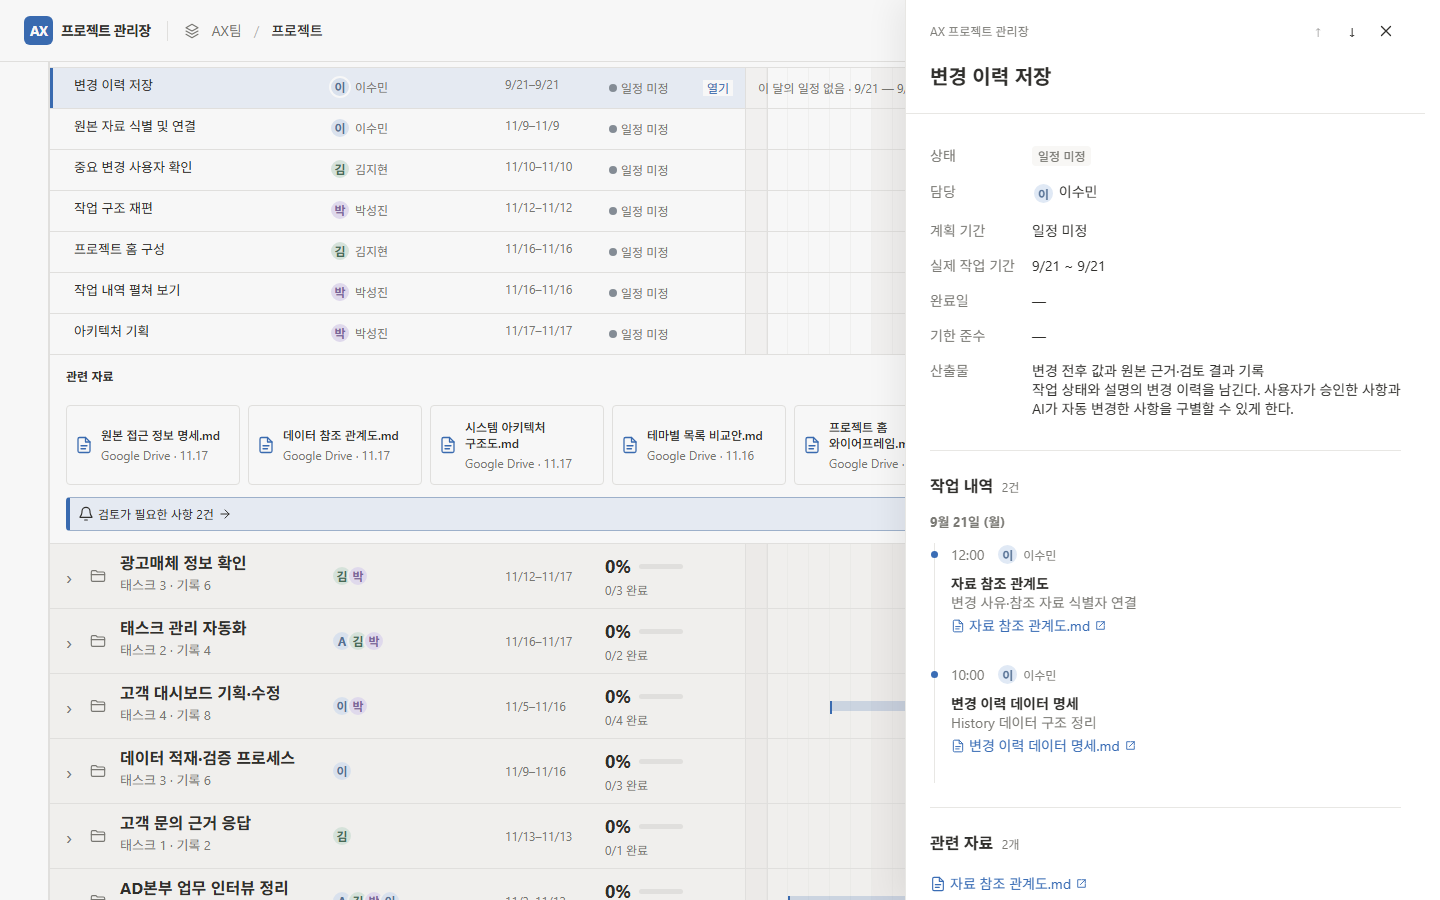 AX 프로젝트 관리장 AX팀 / 프로젝트
변경 이력 저장 이 이수민 9/21–9/21 일정 미정 열기 이 달의 일정 없음 · 9/21 — 9/
원본 자료 식별 및 연결 이 이수민 11/9–11/9 일정 미정
중요 변경 사용자 확인 김 김지현 11/10–11/10 일정 미정
작업 구조 재편 박 박성진 11/12–11/12 일정 미정
프로젝트 홈 구성 김 김지현 11/16–11/16 일정 미정
작업 내역 펼쳐 보기 박 박성진 11/16–11/16 일정 미정
아키텍처 기획 박 박성진 11/17–11/17 일정 미정
관련 자료
원본 접근 정보 명세.md
Google Drive · 11.17
데이터 참조 관계도.md
Google Drive · 11.17
시스템 아키텍처
구조도.md
Google Drive · 11.17
테마별 목록 비교안.md
Google Drive · 11.16
프로젝트 홈
와이어프레임.m
Google Drive ·
검토가 필요한 사항 2건 →
광고매체 정보 확인 김 박 11/12–11/17 0%
태스크 3 · 기록 6 0/3 완료
태스크 관리 자동화 A 김 박 11/16–11/17 0%
태스크 2 · 기록 4 0/2 완료
고객 대시보드 기획·수정 이 박 11/5–11/16 0%
태스크 4 · 기록 8 0/4 완료
데이터 적재·검증 프로세스 이 11/9–11/16 0%
태스크 3 · 기록 6 0/3 완료
고객 문의 근거 응답 김 11/13–11/13 0%
태스크 1 · 기록 2 0/1 완료
AD본부 업무 인터뷰 정리 0%
AX 프로젝트 관리장 ↑ ↓ ×
변경 이력 저장
상태 일정 미정
담당 이 이수민
계획 기간 일정 미정
실제 작업 기간 9/21 ~ 9/21
완료일 —
기한 준수 —
산출물 변경 전후 값과 원본 근거·검토 결과 기록
작업 상태와 설명의 변경 이력을 남긴다. 사용자가 승인한 사항과
AI가 자동 변경한 사항을 구별할 수 있게 한다.
작업 내역 2건
9월 21일 (월)
12:00 이 이수민
자료 참조 관계도
변경 사유·참조 자료 식별자 연결
자료 참조 관계도.md
10:00 이 이수민
변경 이력 데이터 명세
History 데이터 구조 정리
변경 이력 데이터 명세.md
관련 자료 2개
자료 참조 관계도.md